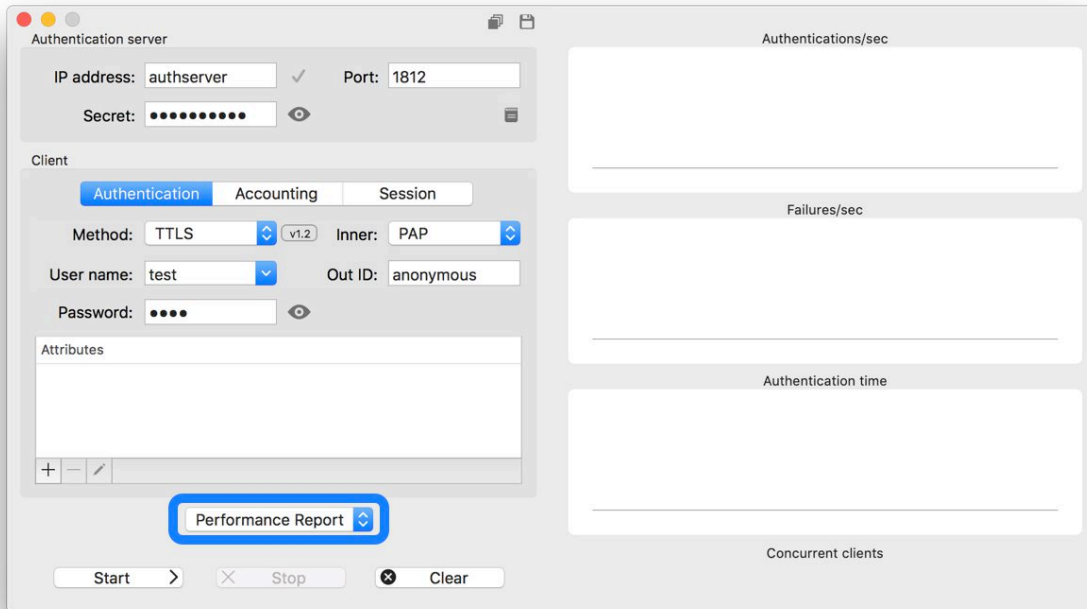 Authentication server
IP address: authserver Port: 1812
Secret: ●●●●●●●●●●
Client
Authentication Accounting Session
Method: TTLS v1.2 Inner: PAP
User name: test Out ID: anonymous
Password: ●●●●
Attributes
Performance Report
Start Stop Clear
Authentications/sec
Failures/sec
Authentication time
Concurrent clients